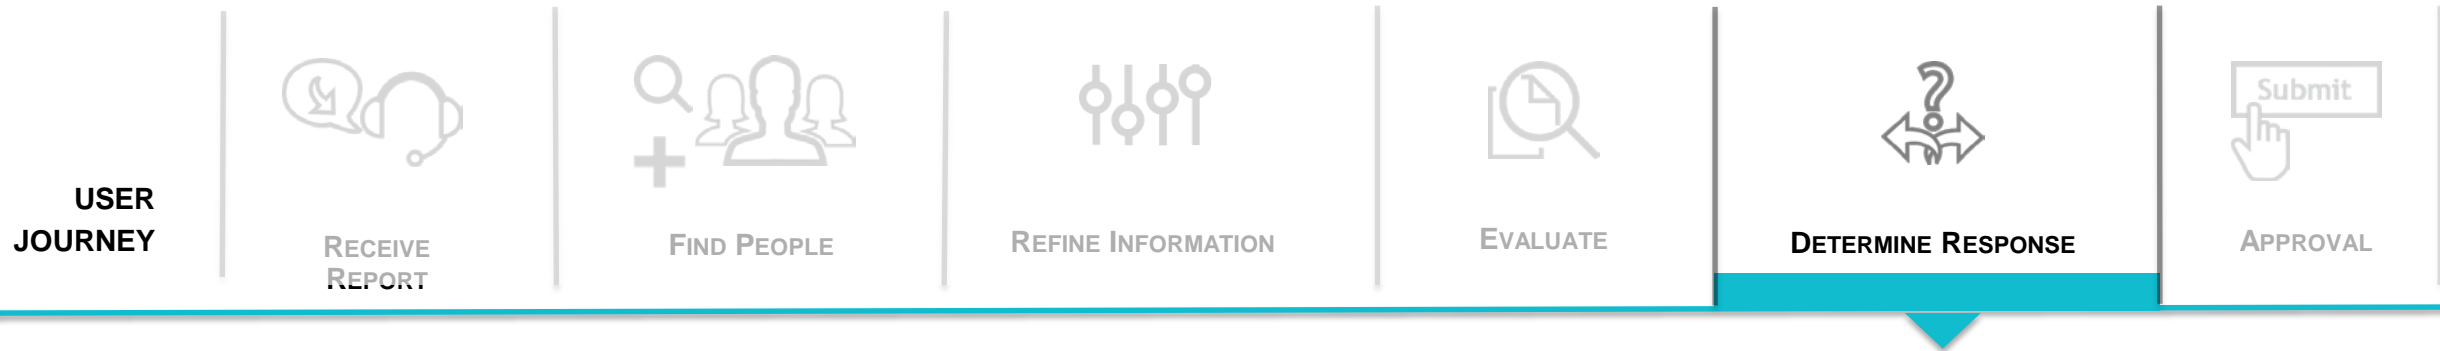 USER
JOURNEY
RECEIVE
REPORT
FIND PEOPLE
REFINE INFORMATION
EVALUATE
DETERMINE RESPONSE
Submit
APPROVAL